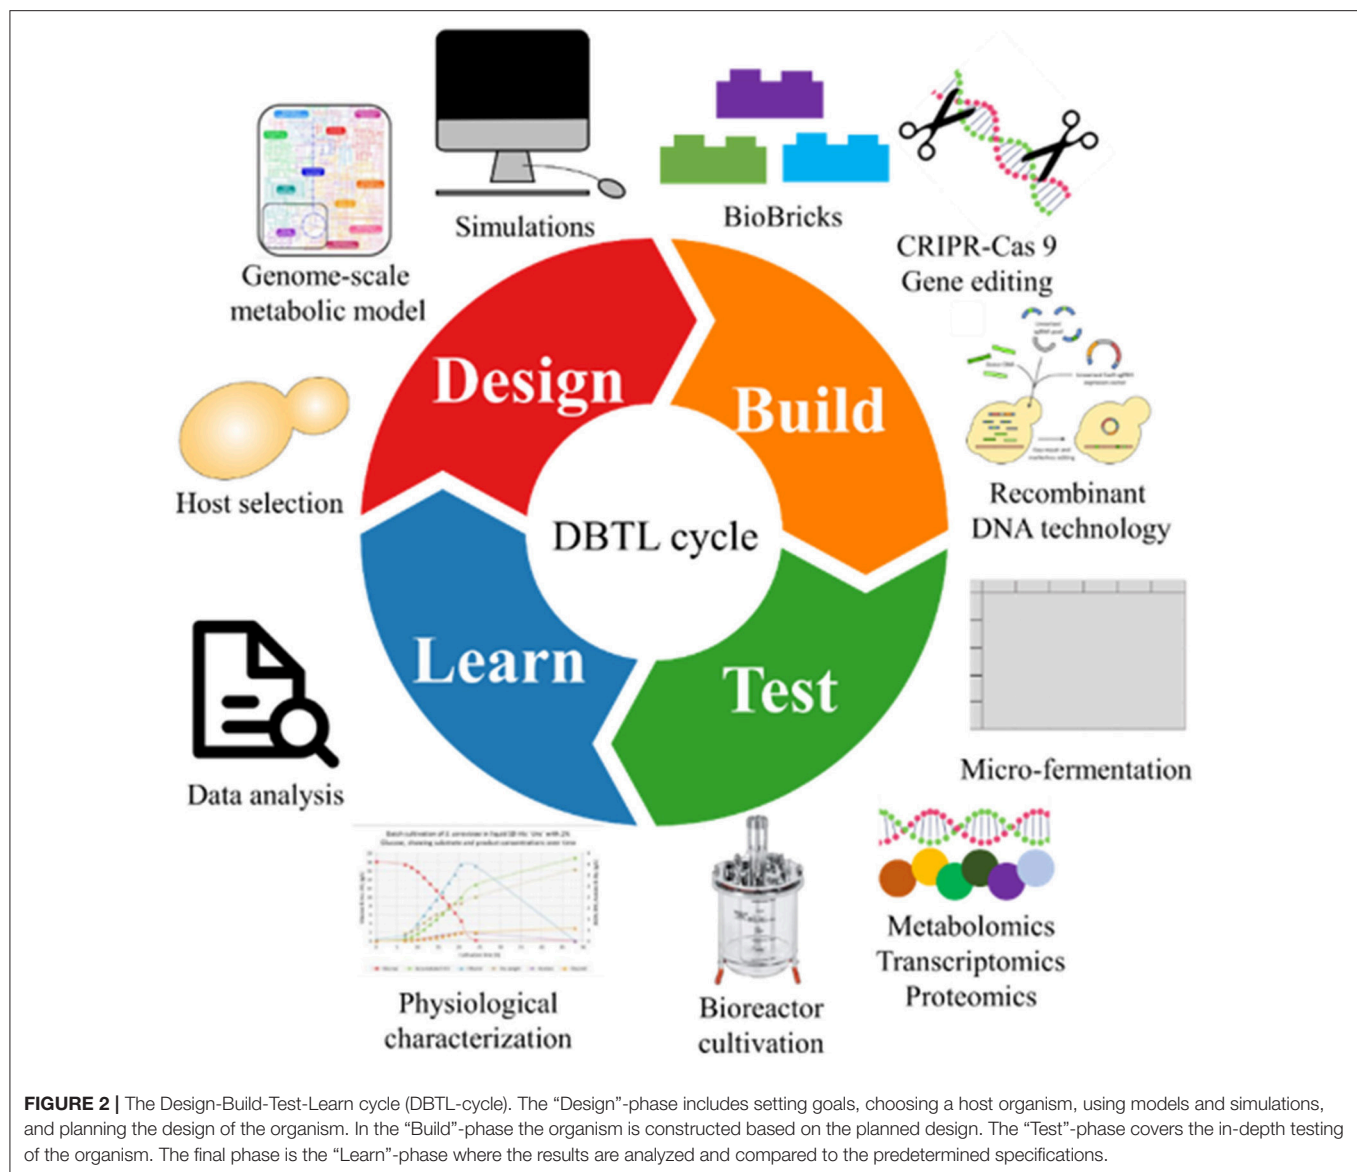 Simulations
BioBricks
CRIPR-Cas 9
Gene editing
Genome-scale
metabolic model
Design
Build
Host selection
Recombinant
DNA technology
DBTL cycle
Learn
Test
Micro-fermentation
Data analysis
Metabolomics
Transcriptomics
Proteomics
Physiological
characterization
Bioreactor
cultivation
FIGURE 2 | The Design-Build-Test-Learn cycle (DBTL-cycle). The “Design”-phase includes setting goals, choosing a host organism, using models and simulations,
and planning the design of the organism. In the “Build”-phase the organism is constructed based on the planned design. The “Test”-phase covers the in-depth testing
of the organism. The final phase is the “Learn”-phase where the results are analyzed and compared to the predetermined specifications.